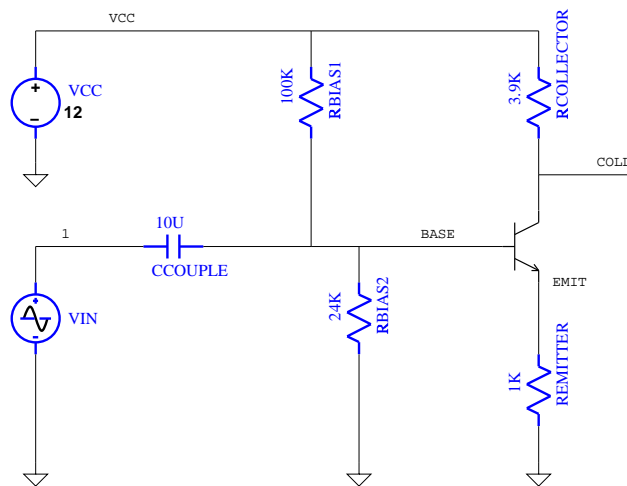 VCC
VCC
12
100K
RBIAS1
3.9K
RCOLLECTOR
COLL
1
10U
CCOUPLE
BASE
EMIT
VIN
24K
RBIAS2
1K
REMITTER